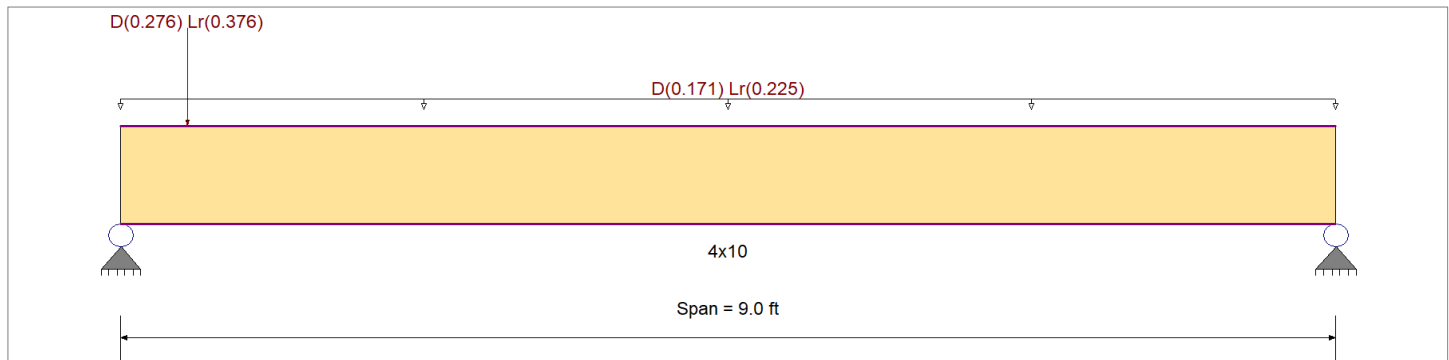 D(0.276) Lr(0.376)
D(0.171) Lr(0.225)
4x10
Span = 9.0 ft